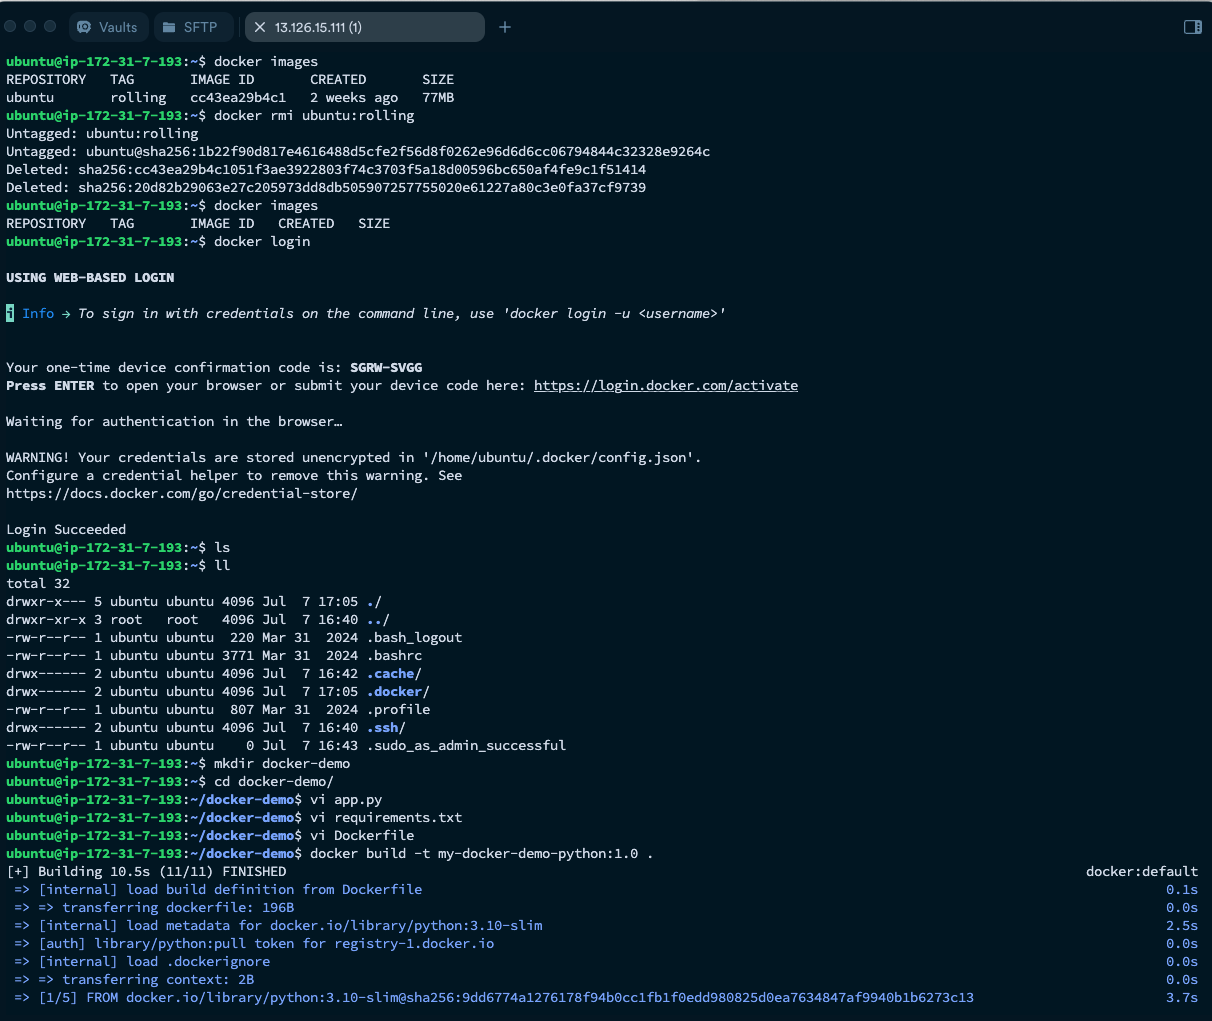 Vaults SFTP 13.126.15.111 (1)
ubuntu@ip-172-31-7-193:~$ docker images
REPOSITORY   TAG       IMAGE ID       CREATED       SIZE
ubuntu       rolling   cc43ea29b4c1   2 weeks ago   77MB
ubuntu@ip-172-31-7-193:~$ docker rmi ubuntu:rolling
Untagged: ubuntu:rolling
Untagged: ubuntu@sha256:1b22f90d817e4616488d5cfe2f56d8f0262e96d6d6cc06794844c32328e9264c
Deleted: sha256:cc43ea29b4c1051f3ae3922803f74c3703f5a18d00596bc650af4fe9c1f51414
Deleted: sha256:20d82b29063e27c205973dd8db505907257755020e61227a80c3e0fa37cf9739
ubuntu@ip-172-31-7-193:~$ docker images
REPOSITORY   TAG       IMAGE ID   CREATED   SIZE
ubuntu@ip-172-31-7-193:~$ docker login
USING WEB-BASED LOGIN
i Info → To sign in with credentials on the command line, use 'docker login -u <username>'
Your one-time device confirmation code is: SGRW-SVGG
Press ENTER to open your browser or submit your device code here: https://login.docker.com/activate
Waiting for authentication in the browser…
WARNING! Your credentials are stored unencrypted in '/home/ubuntu/.docker/config.json'.
Configure a credential helper to remove this warning. See
https://docs.docker.com/go/credential-store/
Login Succeeded
ubuntu@ip-172-31-7-193:~$ ls
ubuntu@ip-172-31-7-193:~$ ll
total 32
drwxr-x--- 5 ubuntu ubuntu 4096 Jul  7 17:05 ./
drwxr-xr-x 3 root   root   4096 Jul  7 16:40 ../
-rw-r--r-- 1 ubuntu ubuntu  220 Mar 31  2024 .bash_logout
-rw-r--r-- 1 ubuntu ubuntu 3771 Mar 31  2024 .bashrc
drwx------ 2 ubuntu ubuntu 4096 Jul  7 16:42 .cache/
drwx------ 2 ubuntu ubuntu 4096 Jul  7 17:05 .docker/
-rw-r--r-- 1 ubuntu ubuntu  807 Mar 31  2024 .profile
drwx------ 2 ubuntu ubuntu 4096 Jul  7 16:40 .ssh/
-rw-r--r-- 1 ubuntu ubuntu    0 Jul  7 16:43 .sudo_as_admin_successful
ubuntu@ip-172-31-7-193:~$ mkdir docker-demo
ubuntu@ip-172-31-7-193:~$ cd docker-demo/
ubuntu@ip-172-31-7-193:~/docker-demo$ vi app.py
ubuntu@ip-172-31-7-193:~/docker-demo$ vi requirements.txt
ubuntu@ip-172-31-7-193:~/docker-demo$ vi Dockerfile
ubuntu@ip-172-31-7-193:~/docker-demo$ docker build -t my-docker-demo-python:1.0 .
[+] Building 10.5s (11/11) FINISHED docker:default
=> [internal] load build definition from Dockerfile 0.1s
=> => transferring dockerfile: 196B 0.0s
=> [internal] load metadata for docker.io/library/python:3.10-slim 2.5s
=> [auth] library/python:pull token for registry-1.docker.io 0.0s
=> [internal] load .dockerignore 0.0s
=> => transferring context: 2B 0.0s
=> [1/5] FROM docker.io/library/python:3.10-slim@sha256:9dd6774a1276178f94b0cc1fb1f0edd980825d0ea7634847af9940b1b6273c13 3.7s